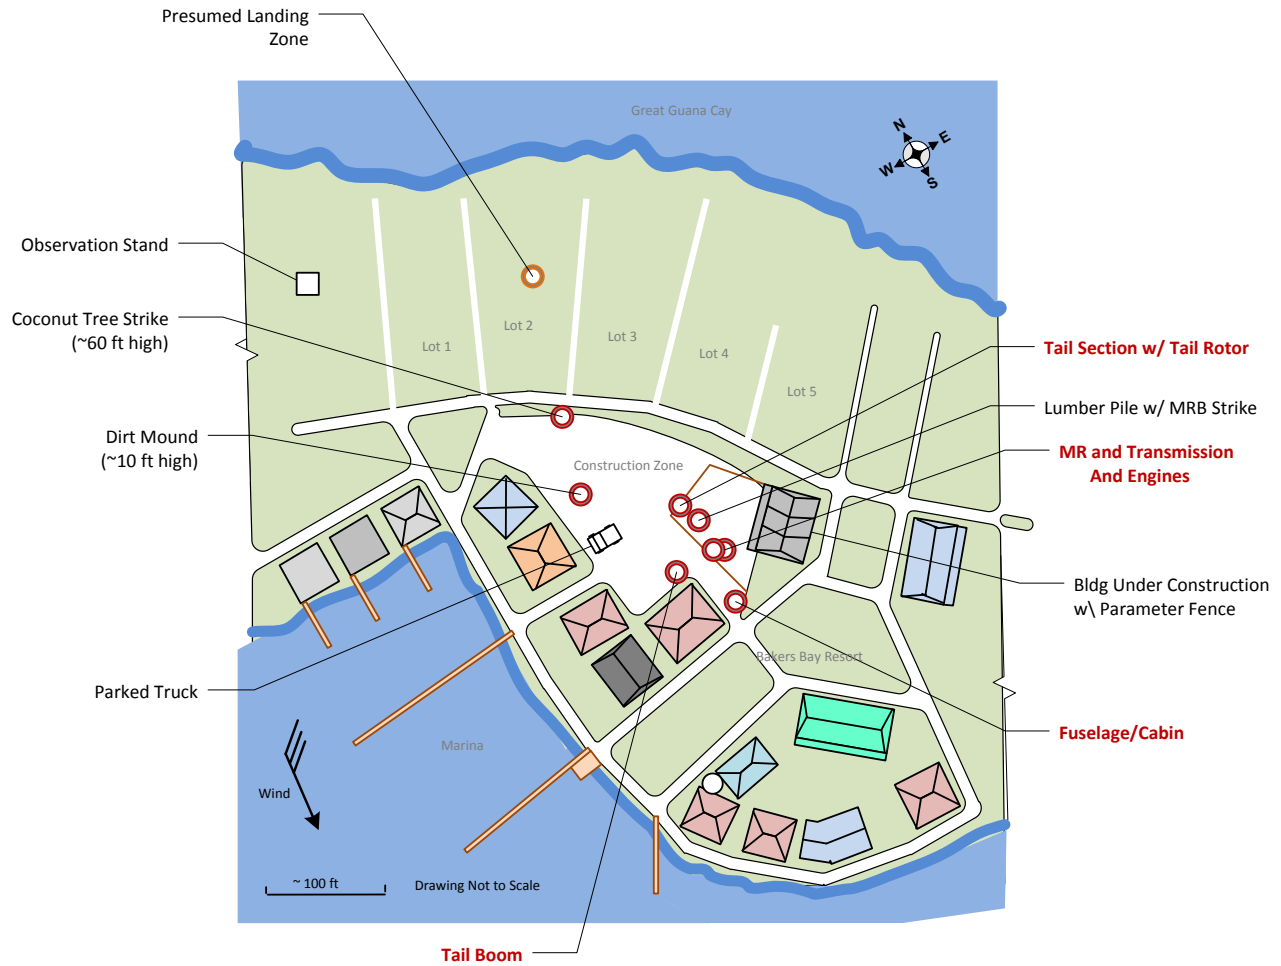 Presumed Landing
Zone
Great Guana Cay
N
E
W
S
Observation Stand
Coconut Tree Strike
(~60 ft high)
Lot 1
Lot 2
Lot 3
Lot 4
Lot 5
Tail Section w/ Tail Rotor
Lumber Pile w/ MRB Strike
Dirt Mound
(~10 ft high)
Construction Zone
MR and Transmission
And Engines
Bldg Under Construction
w\ Parameter Fence
Bakers Bay Resort
Parked Truck
Marina
Fuselage/Cabin
Wind
~ 100 ft
Drawing Not to Scale
Tail Boom